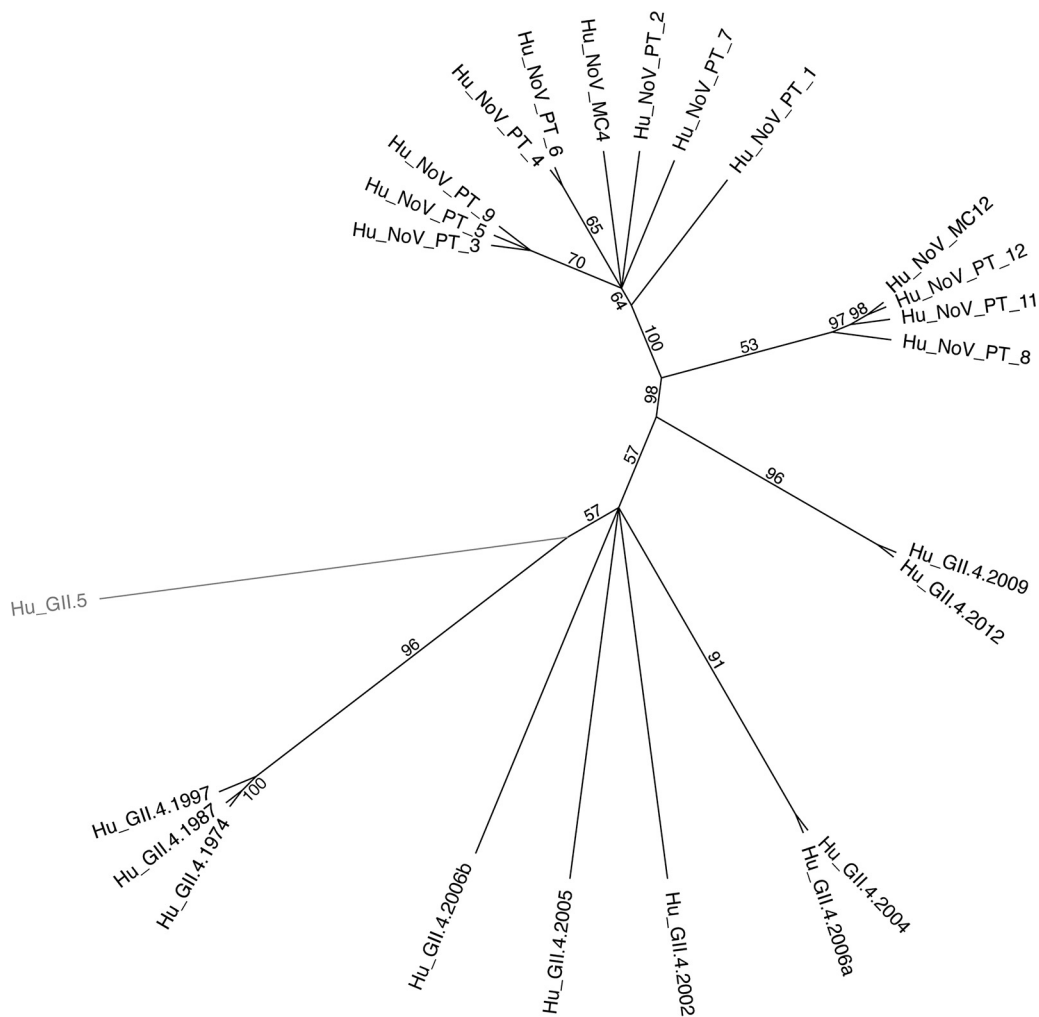 Hu_NoV_PT_2
Hu_NoV_MC4
Hu_NoV_PT_7
Hu_NoV_PT_6
Hu_NoV_PT_1
Hu_NoV_PT_4
Hu_NoV_PT_9
Hu_NoV_PT_5
Hu_NoV_PT_3
65
70
64
100
Hu_NoV_MC12
Hu_NoV_PT_12
Hu_NoV_PT_11
Hu_NoV_PT_8
97
98
53
98
57
96
57
Hu_GII.4.2009
Hu_GII.4.2012
Hu_GII.5
96
91
100
Hu_GII.4.1997
Hu_GII.4.1987
Hu_GII.4.1974
Hu_GII.4.2006b
Hu_GII.4.2005
Hu_GII.4.2002
Hu_GII.4.2004
Hu_GII.4.2006a